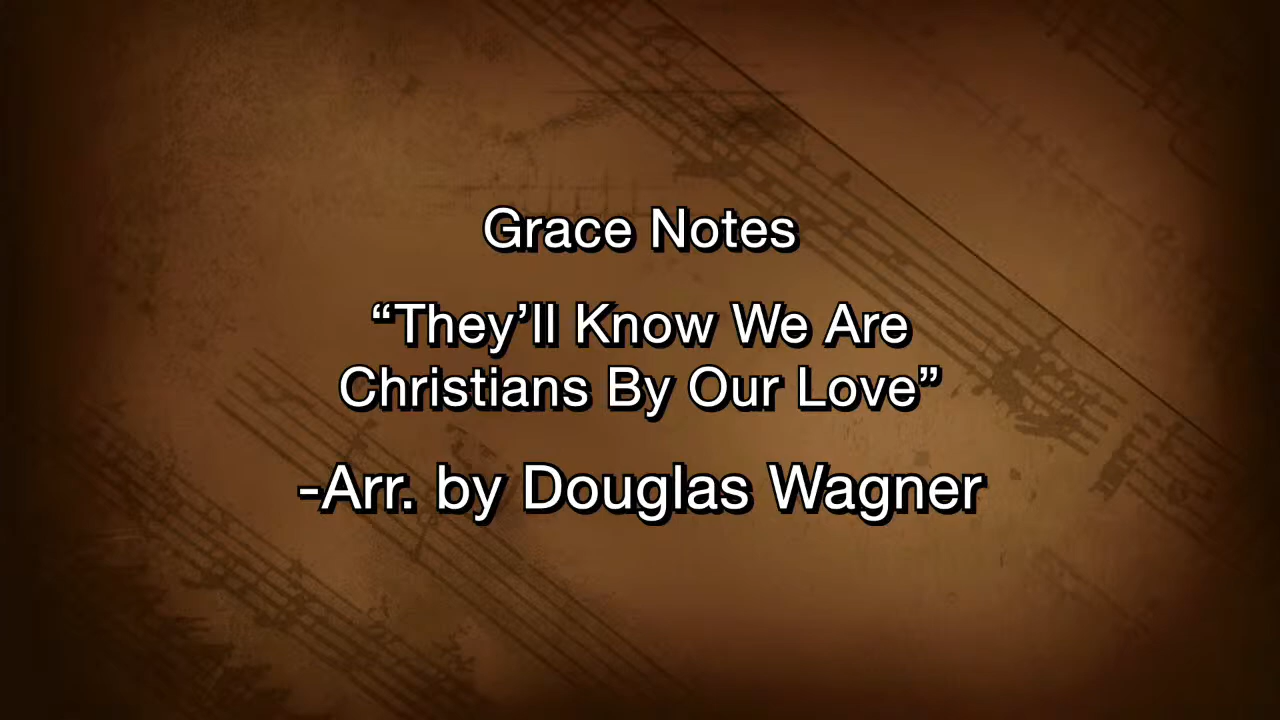 Grace Notes
“They’ll Know We Are
Christians By Our Love”
-Arr. by Douglas Wagner